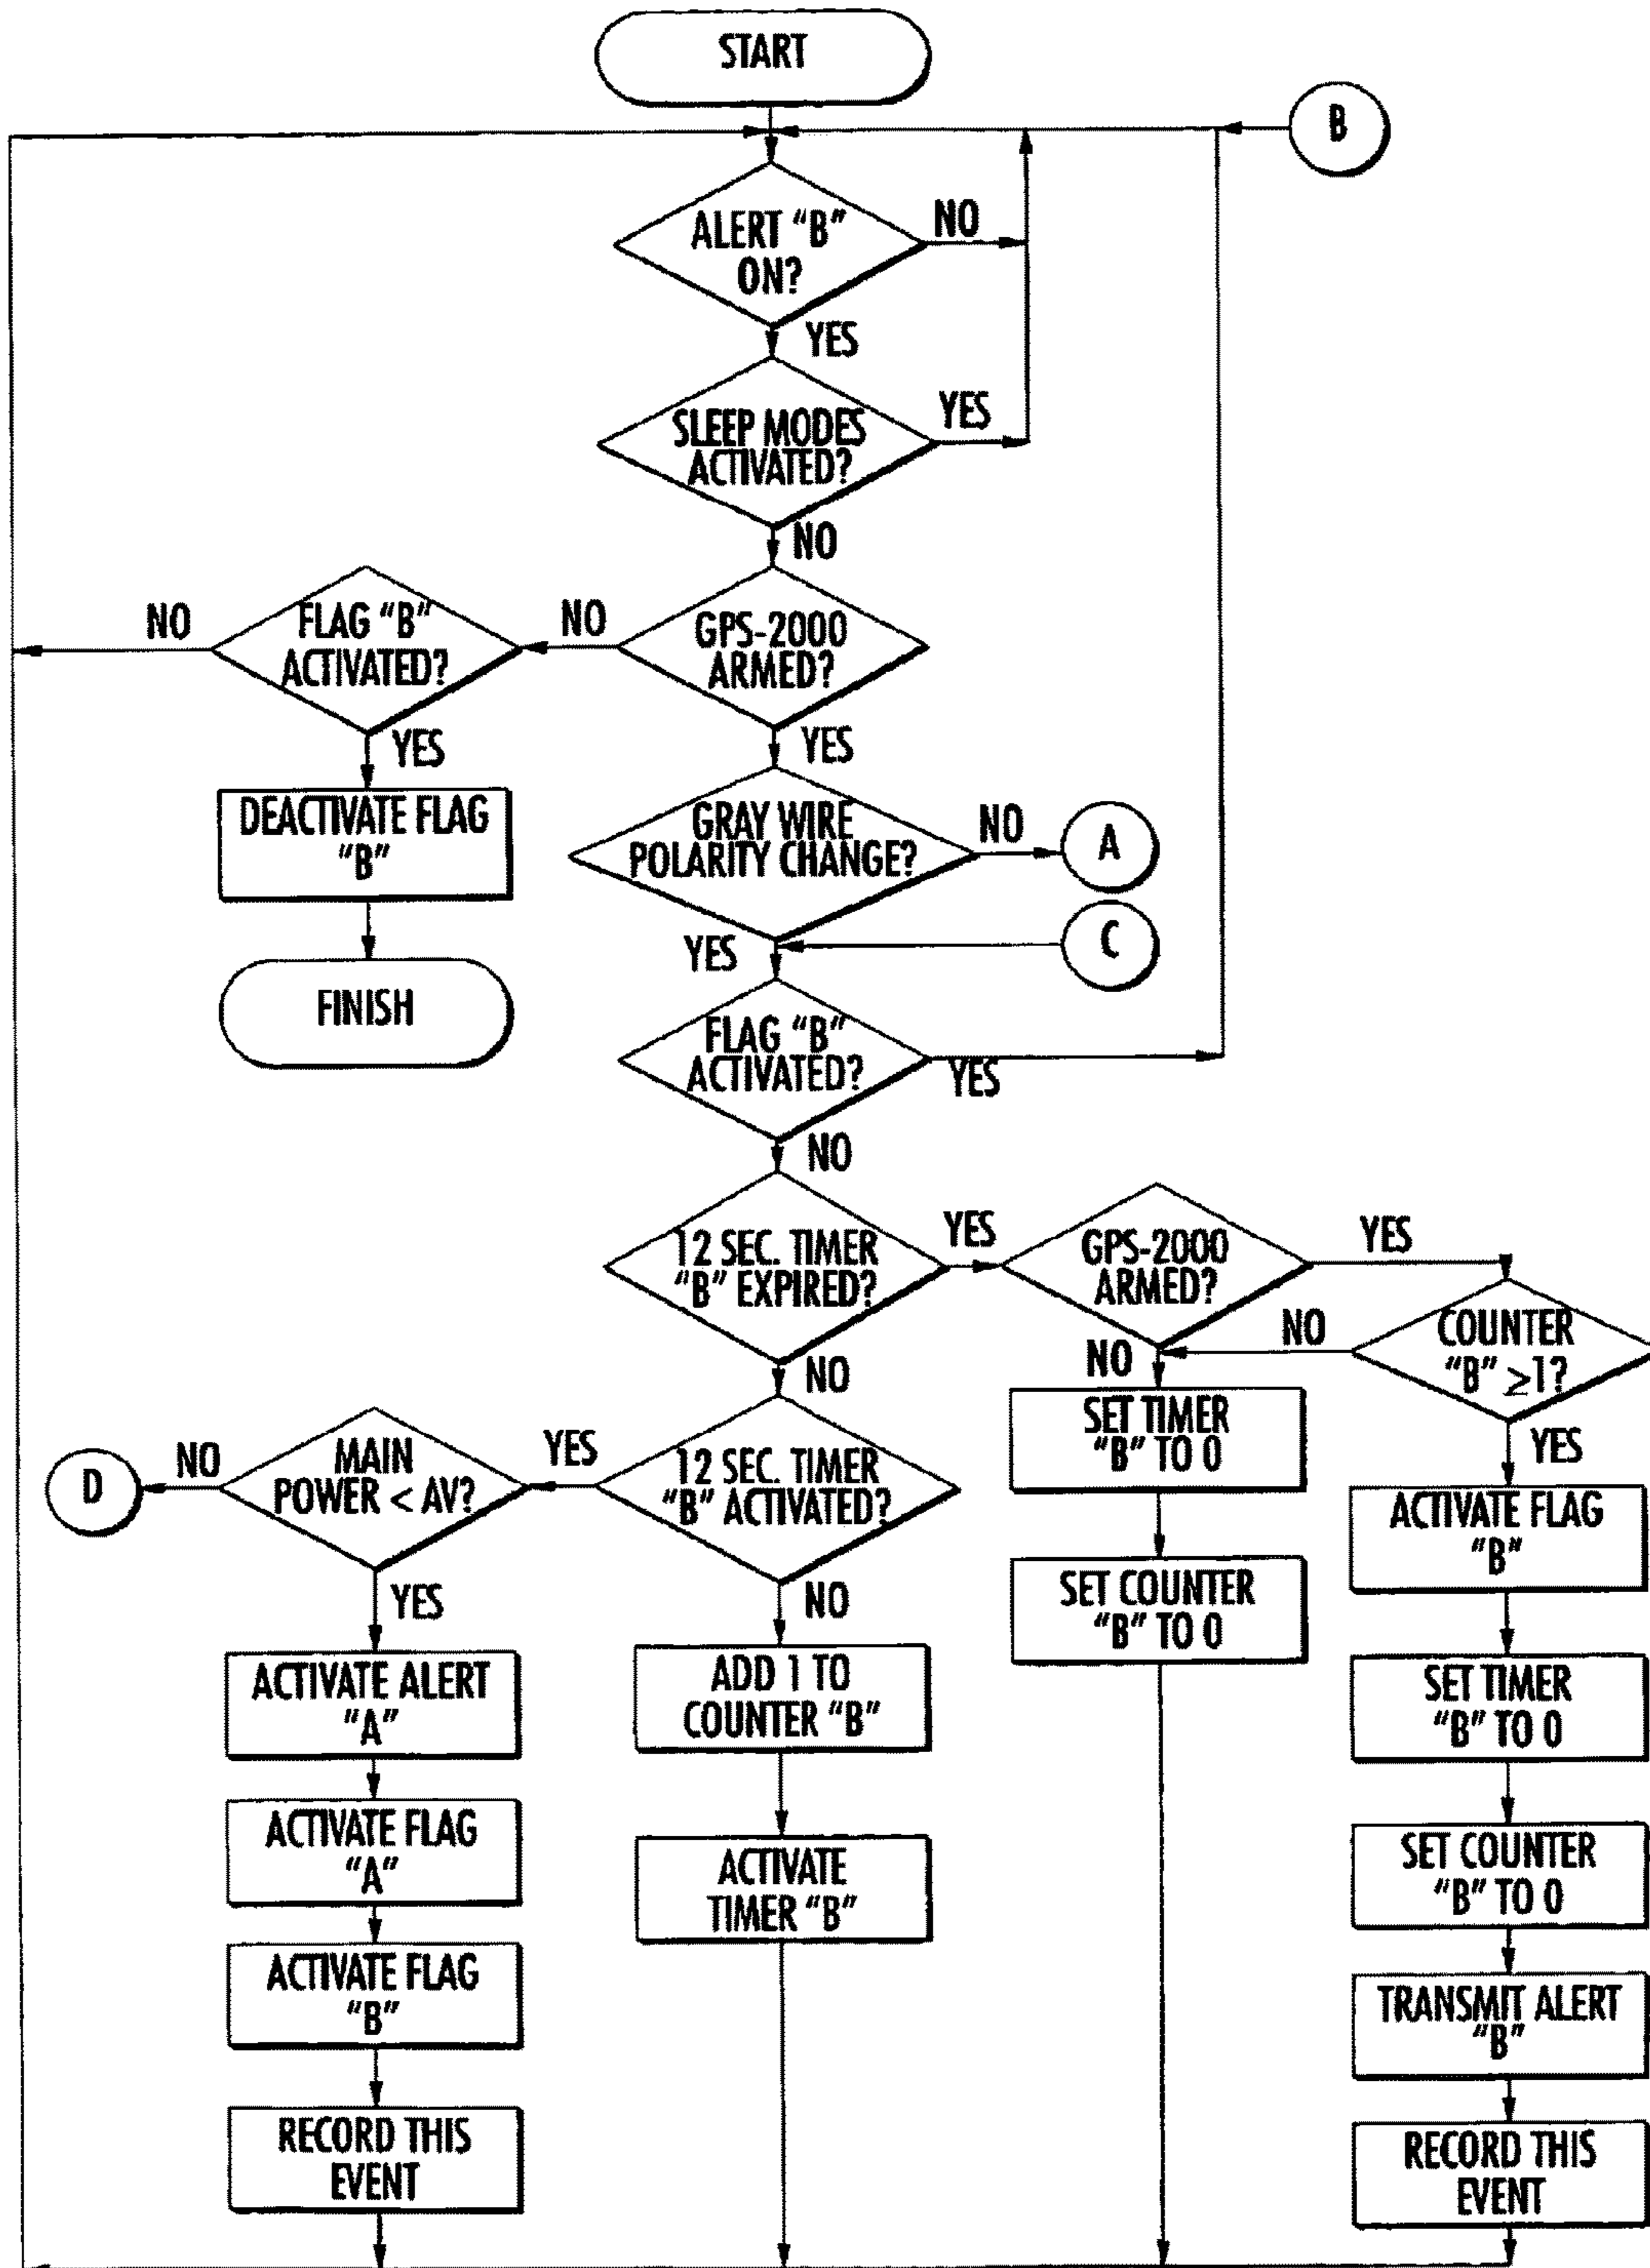 START
B
ALERT "B"
ON?
NO
YES
SLEEP MODES
ACTIVATED?
YES
NO
GPS-2000
ARMED?
NO
FLAG "B"
ACTIVATED?
NO
YES
DEACTIVATE FLAG
"B"
FINISH
YES
GRAY WIRE
POLARITY CHANGE?
NO
A
C
YES
FLAG "B"
ACTIVATED?
YES
NO
12 SEC. TIMER
"B" EXPIRED?
YES
GPS-2000
ARMED?
YES
COUNTER
"B" ≥1?
NO
NO
SET TIMER
"B" TO 0
SET COUNTER
"B" TO 0
YES
ACTIVATE FLAG
"B"
SET TIMER
"B" TO 0
SET COUNTER
"B" TO 0
TRANSMIT ALERT
"B"
RECORD THIS
EVENT
NO
12 SEC. TIMER
"B" ACTIVATED?
YES
MAIN
POWER < AV?
NO
D
YES
ACTIVATE ALERT
"A"
ACTIVATE FLAG
"A"
ACTIVATE FLAG
"B"
RECORD THIS
EVENT
NO
ADD 1 TO
COUNTER "B"
ACTIVATE
TIMER "B"